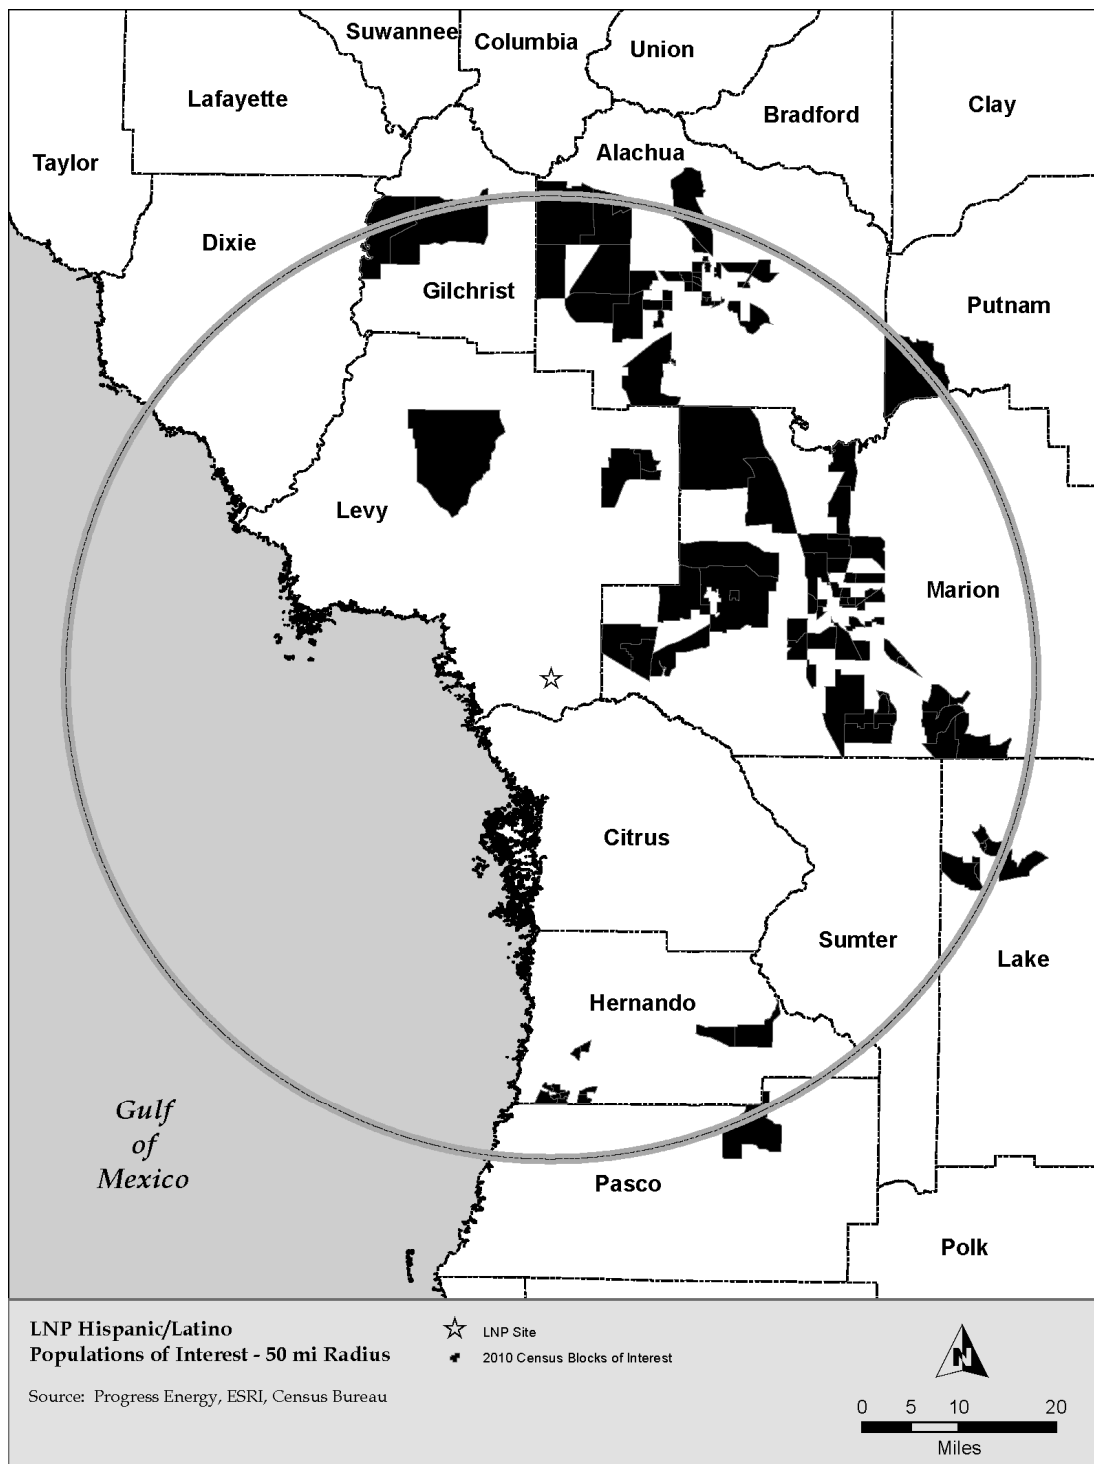 Suwannee
Columbia
Union
Lafayette
Bradford
Clay
Taylor
Alachua
Dixie
Gilchrist
Putnam
Levy
Marion
Citrus
Sumter
Lake
Hernando
Gulf
of
Mexico
Pasco
Polk
LNP Hispanic/Latino
Populations of Interest - 50 mi Radius
Source: Progress Energy, ESRI, Census Bureau
LNP Site
2010 Census Blocks of Interest
N
0 5 10 20
Miles